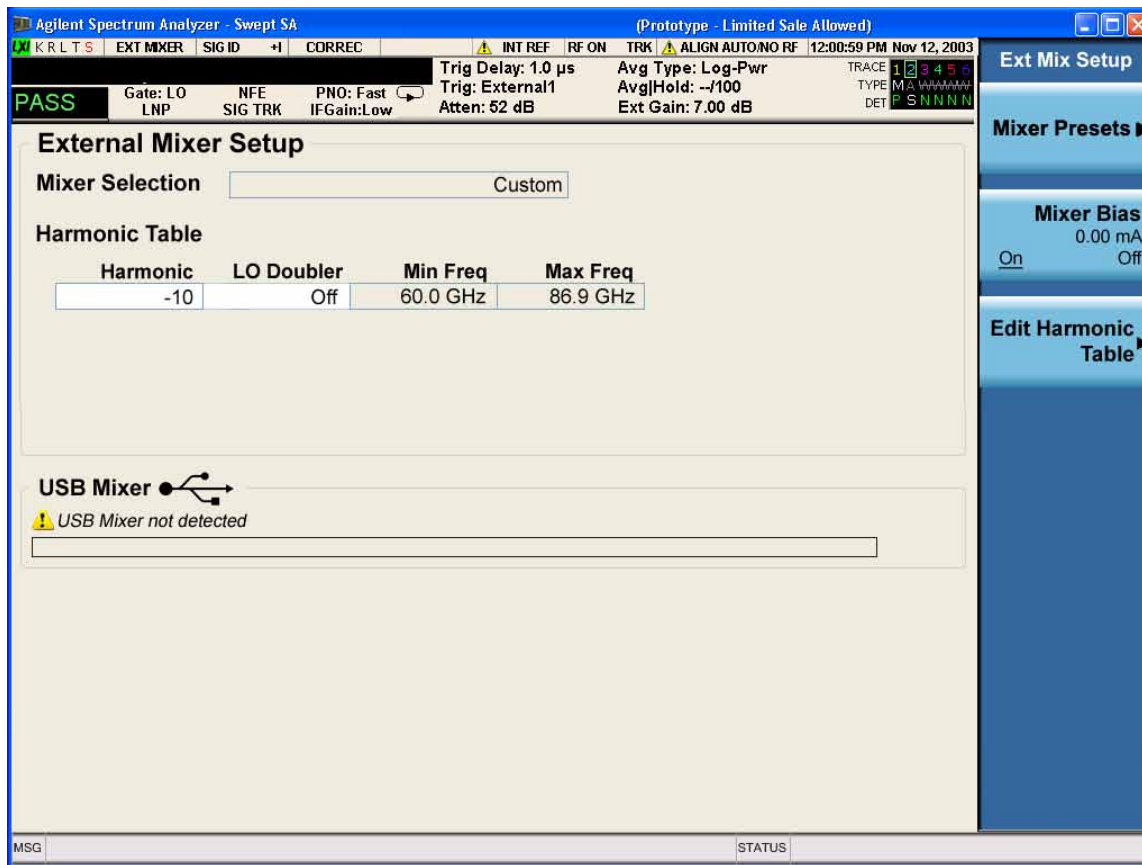 Agilent Spectrum Analyzer - Swept SA (Prototype - Limited Sale Allowed)
LXI K R L T S EXT MIXER SIG ID +I CORREC INT REF RF ON TRK ALIGN AUTO/NO RF 12:00:59 PM Nov 12, 2003
PASS
Gate: LO
LNP
NFE
SIG TRK
PNO: Fast
IFGain:Low
Trig Delay: 1.0 µs
Trig: External1
Atten: 52 dB
Avg Type: Log-Pwr
Avg|Hold: --/100
Ext Gain: 7.00 dB
TRACE 1 2 3 4 5 6
TYPE M A W W W W
DET P S N N N N
External Mixer Setup
Mixer Selection Custom
Harmonic Table
Harmonic LO Doubler Min Freq Max Freq
-10 Off 60.0 GHz 86.9 GHz
USB Mixer
USB Mixer not detected
Ext Mix Setup
Mixer Presets
Mixer Bias
0.00 mA
On Off
Edit Harmonic
Table
MSG STATUS